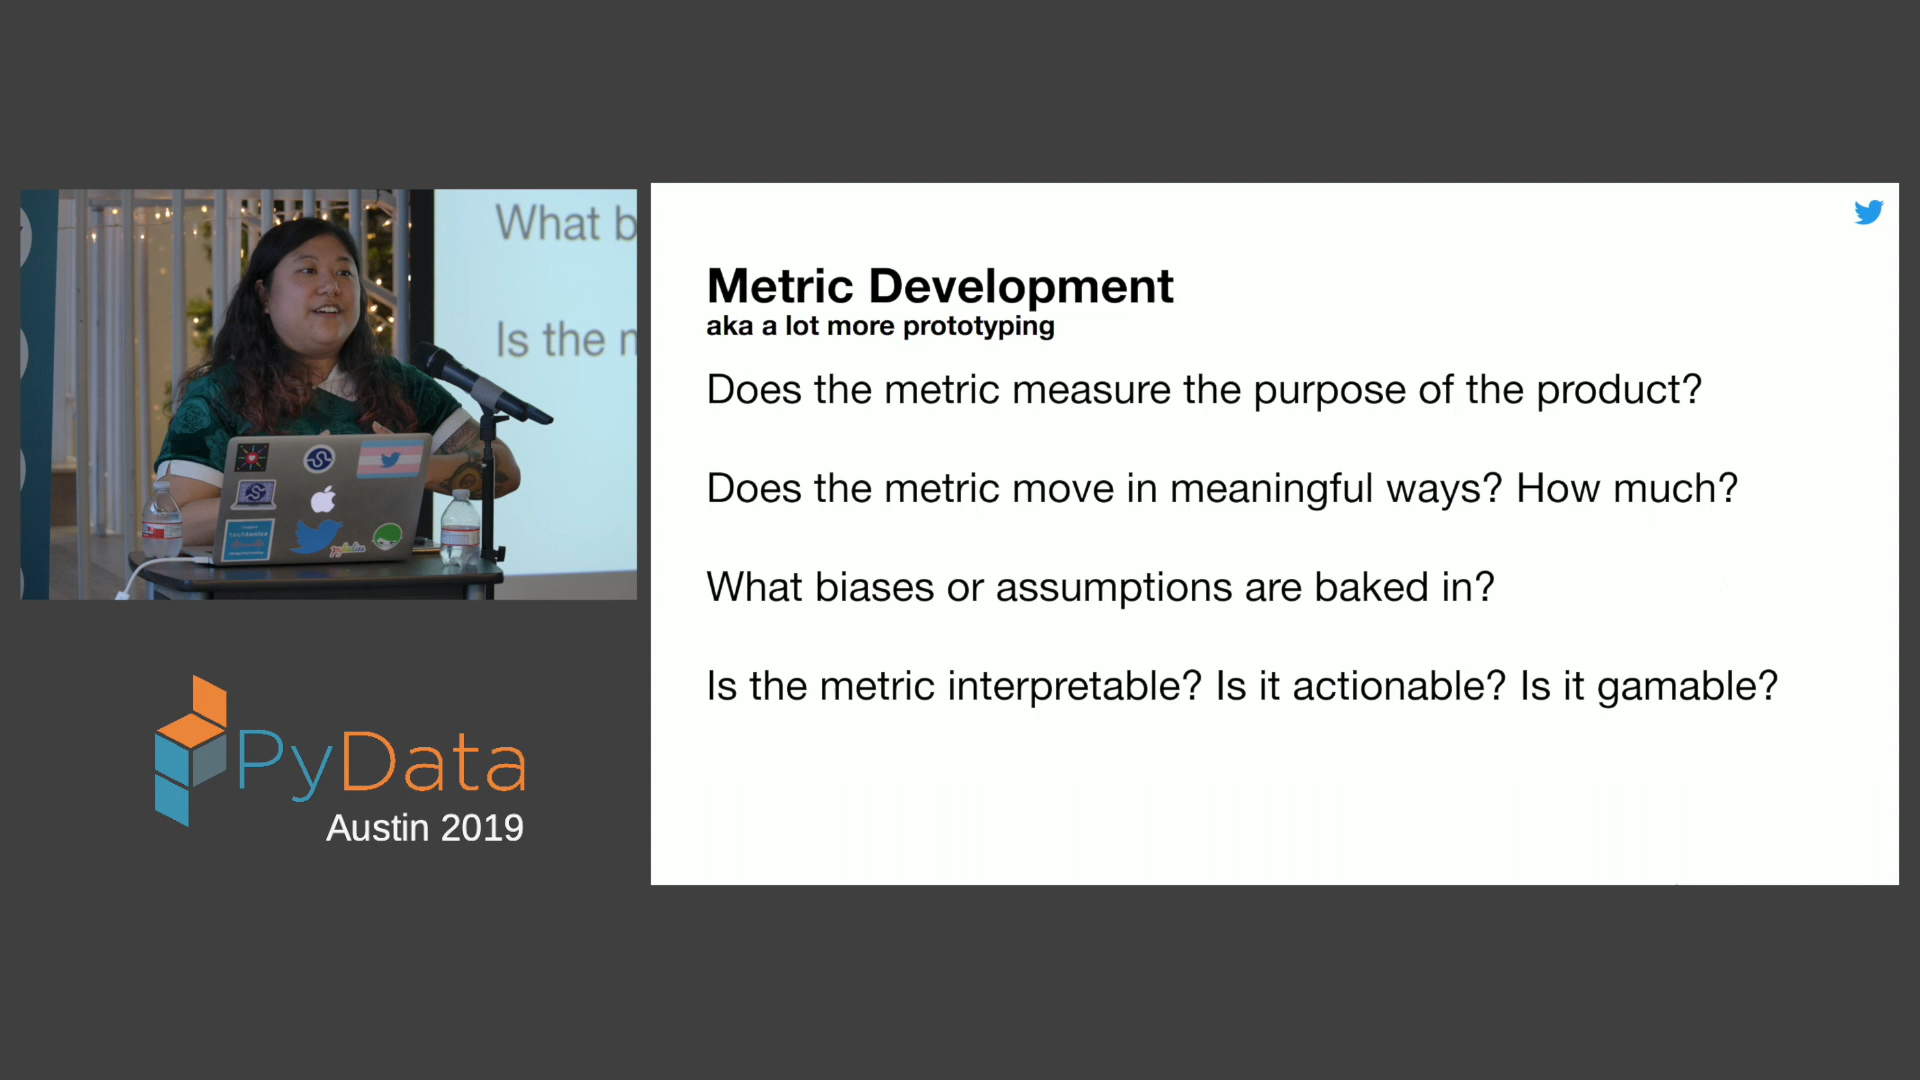 What b
Is the m
techtonica
PyData
Austin 2019
Metric Development
aka a lot more prototyping
Does the metric measure the purpose of the product?
Does the metric move in meaningful ways? How much?
What biases or assumptions are baked in?
Is the metric interpretable? Is it actionable? Is it gamable?